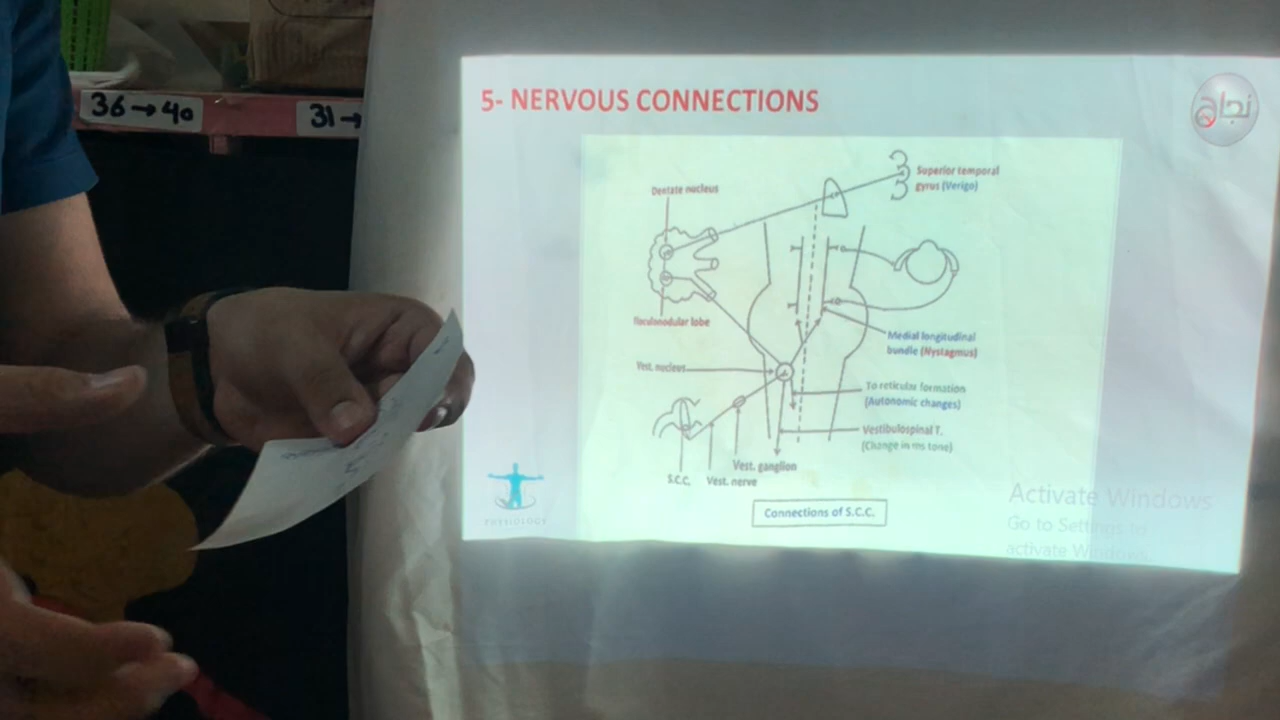 36→40
31→
5- NERVOUS CONNECTIONS
نجاح
Dentate nucleus
Superior temporal
gyrus (Verigo)
floculonodular lobe
Medial longitudinal
bundle (Nystagmus)
Vest. nucleus
To reticular formation
(Autonomic changes)
Vestibulospinal T.
(Change in ms tone)
Vest. ganglion
S.C.C.
Vest. nerve
Connections of S.C.C.
PHYSIOLOGY
Activate Windows
Go to Settings to
activate Windows.